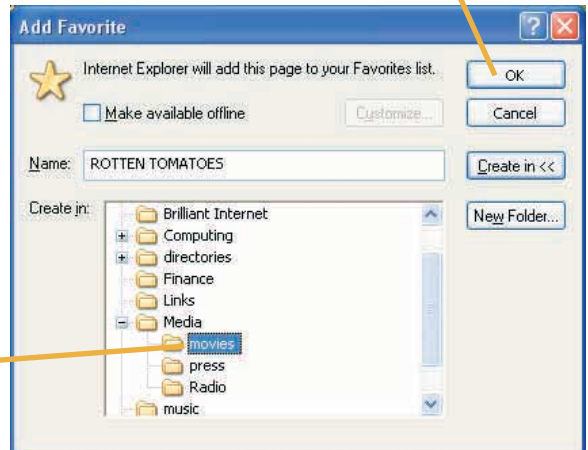 Add Favorite
Internet Explorer will add this page to your Favorites list.
OK
Make available offline
Customize...
Cancel
Name: ROTTEN TOMATOES
Create in <<
Create in:
New Folder...
Brilliant Internet
Computing
directories
Finance
Links
Media
movies
press
Radio
music